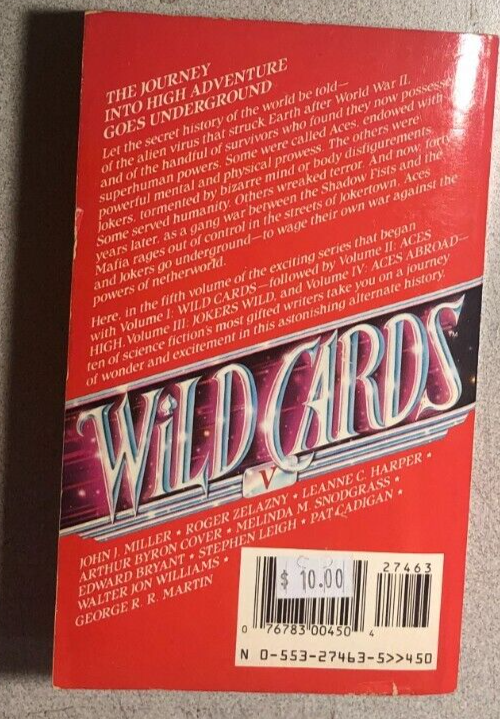 THE JOURNEY
INTO HIGH ADVENTURE
GOES UNDERGROUND
Let the secret history of the world be told—
of the alien virus that struck Earth after World War II,
and of the handful of survivors who found they now possessed
superhuman powers. Some were called Aces, endowed with
powerful mental and physical prowess. The others were
Jokers, tormented by bizarre mind or body disfigurements.
Some served humanity. Others wreaked terror. And now, forty
years later, as a gang war between the Shadow Fists and the
Mafia rages out of control in the streets of Jokertown, Aces
and Jokers go underground—to wage their own war against the
powers of netherworld.
Here, in the fifth volume of the exciting series that began
with Volume I: WILD CARDS—followed by Volume II: ACES
HIGH, Volume III: JOKERS WILD, and Volume IV: ACES ABROAD—
ten of science fiction's most gifted writers take you on a journey
of wonder and excitement in this astonishing alternate history.
WILD CARDS™
V
JOHN J. MILLER • ROGER ZELAZNY • LEANNE C. HARPER •
ARTHUR BYRON COVER • MELINDA M. SNODGRASS •
EDWARD BRYANT • STEPHEN LEIGH • PAT CADIGAN •
WALTER JON WILLIAMS •
GEORGE R. R. MARTIN
$ 10.00
27463
0 76783 00450 4
N 0-553-27463-5>>450